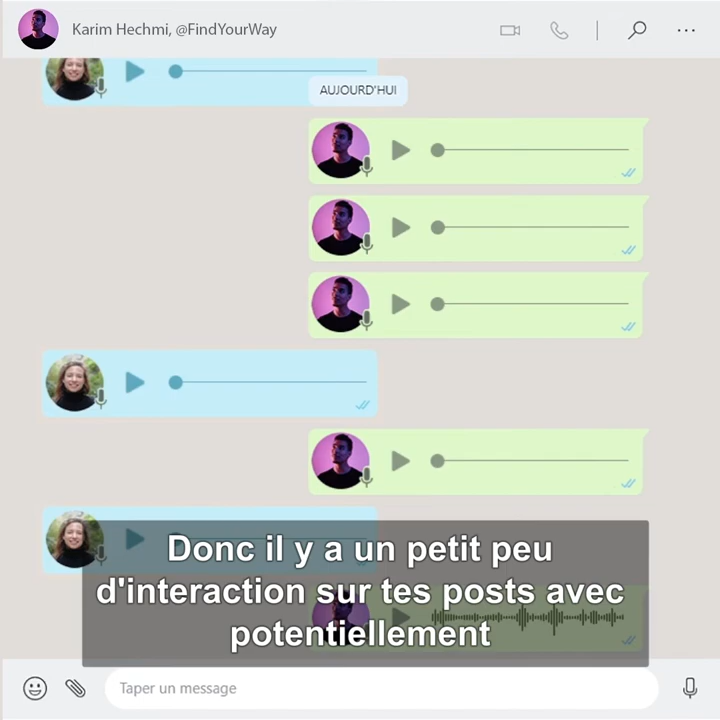 Karim Hechmi, @FindYourWay
AUJOURD'HUI
Donc il y a un petit peu
d'interaction sur tes posts avec
potentiellement
Taper un message